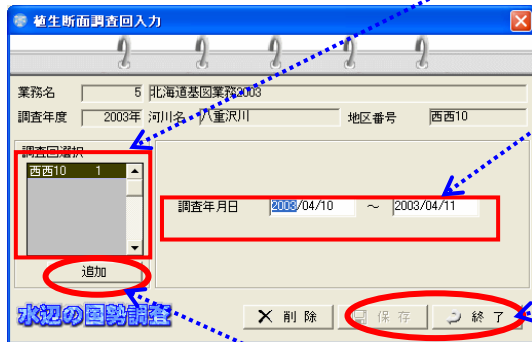 植生断面調査回入力
業務名 5 北海道基図業務2003
調査年度 2003年 河川名 八重沢川 地区番号 西西10
調査回選択
西西10 1
調査年月日 2003/04/10 ～ 2003/04/11
追加
水辺の国勢調査 削除 保存 終了